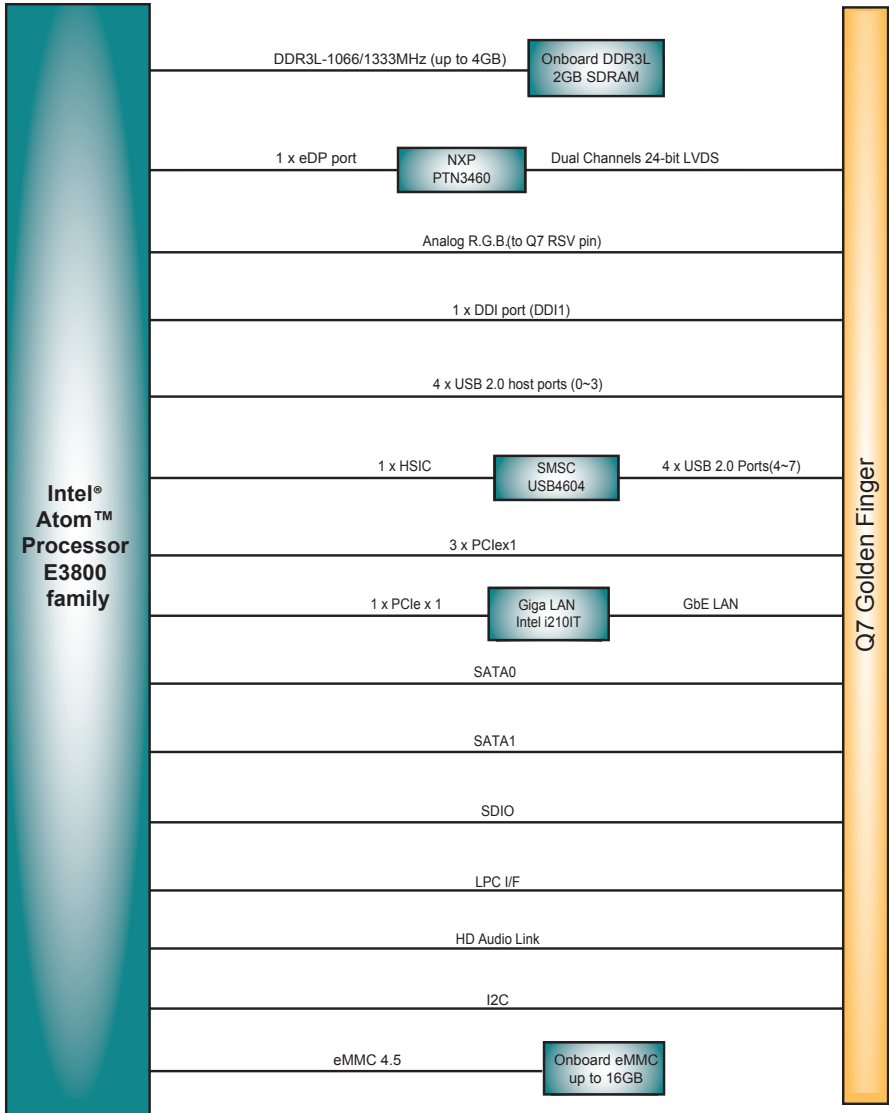 DDR3L-1066/1333MHz (up to 4GB)
Onboard DDR3L
2GB SDRAM
1 x eDP port
NXP
PTN3460
Dual Channels 24-bit LVDS
Analog R.G.B.(to Q7 RSV pin)
1 x DDI port (DDI1)
4 x USB 2.0 host ports (0~3)
1 x HSIC
SMSC
USB4604
4 x USB 2.0 Ports(4~7)
Intel®
Atom™
Processor
E3800
family
3 x PCIex1
1 x PCIe x 1
Giga LAN
Intel i210IT
GbE LAN
SATA0
SATA1
SDIO
LPC I/F
HD Audio Link
I2C
eMMC 4.5
Onboard eMMC
up to 16GB
Q7 Golden Finger